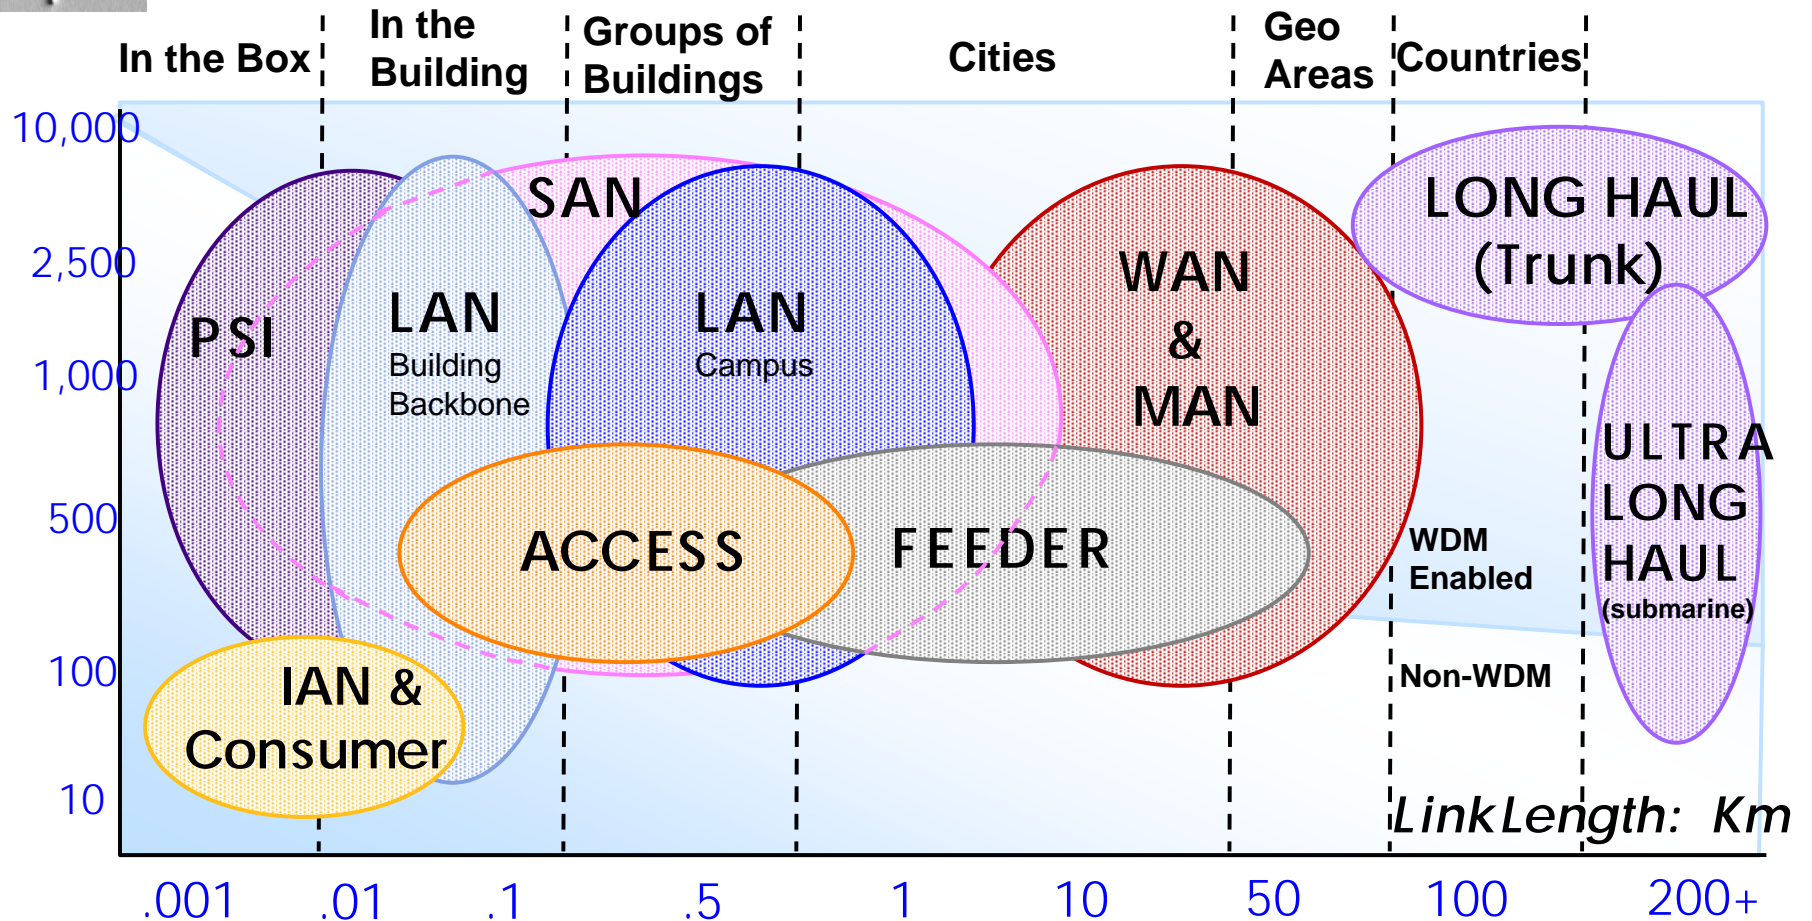 In the Box
In the
Building
Groups of
Buildings
Cities
Geo
Areas
Countries
10,000
2,500
1,000
500
100
10
PSI
LAN
Building
Backbone
SAN
LAN
Campus
WAN
&
MAN
LONG HAUL
(Trunk)
ULTRA
LONG
HAUL
(submarine)
ACCESS
FEEDER
WDM
Enabled
Non-WDM
IAN &
Consumer
Link Length: Km
.001 .01 .1 .5 1 10 50 100 200+